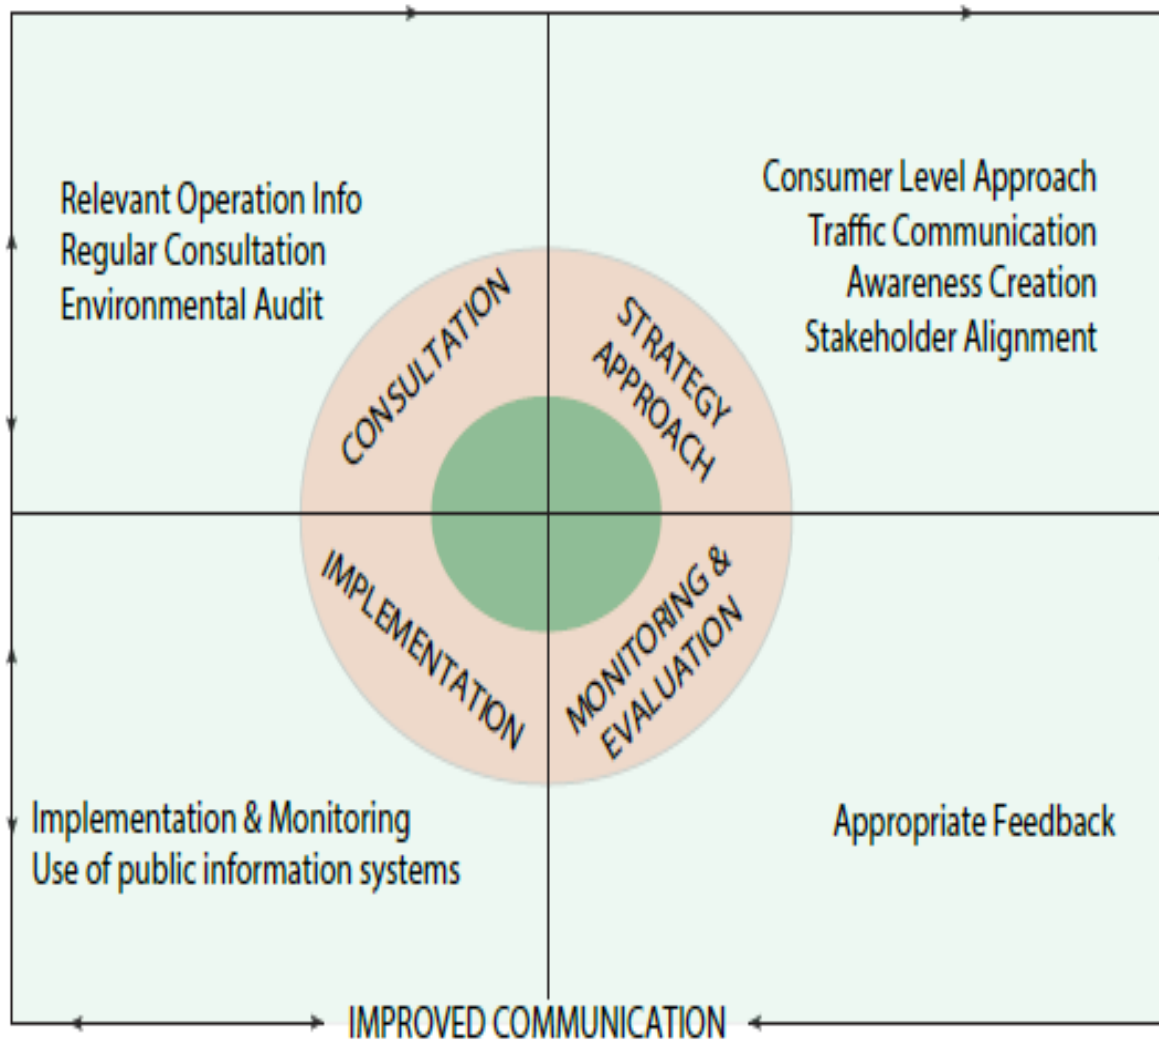 Relevant Operation Info
Regular Consultation
Environmental Audit
Consumer Level Approach
Traffic Communication
Awareness Creation
Stakeholder Alignment
CONSULTATION
STRATEGY
APPROACH
IMPLEMENTATION
MONITORING &
EVALUATION
Implementation & Monitoring
Use of public information systems
Appropriate Feedback
IMPROVED COMMUNICATION